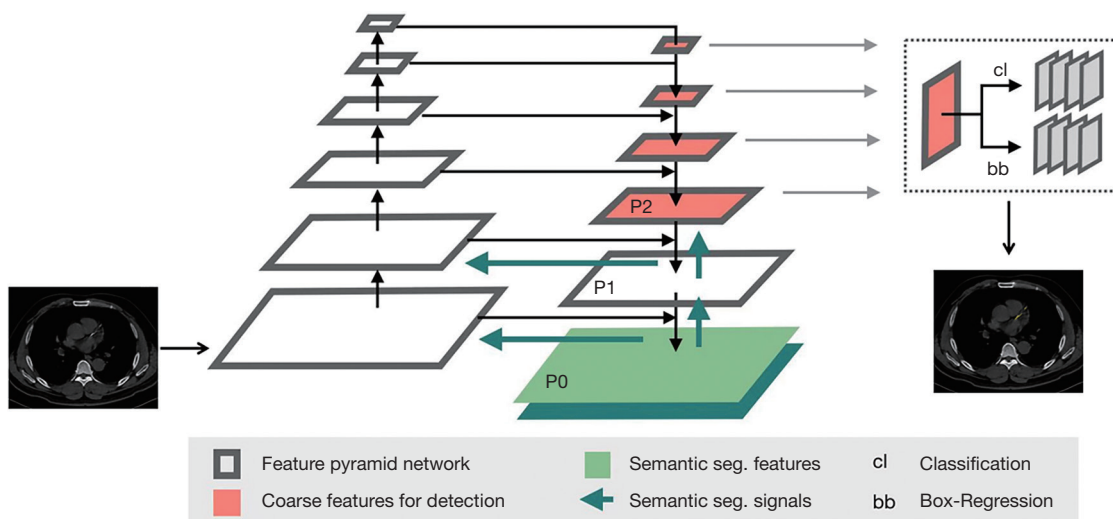 cl
bb
P2
P1
P0
Feature pyramid network
Semantic seg. features
cl Classification
Coarse features for detection
Semantic seg. signals
bb Box-Regression